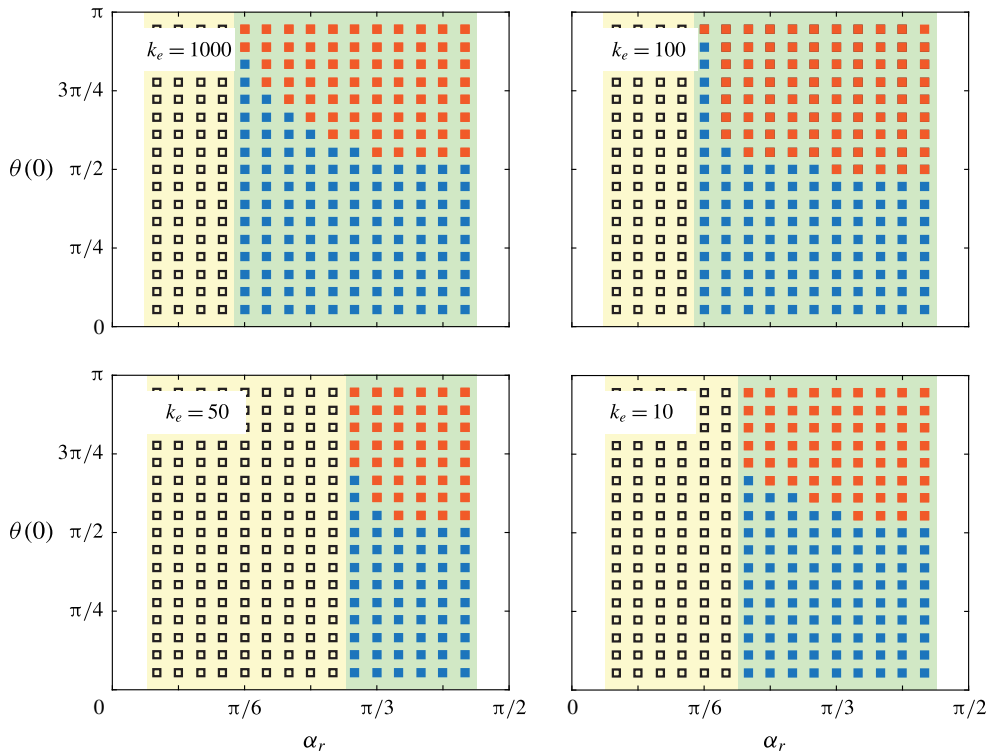 π
k_e = 1000
3π/4
θ(0) π/2
π/4
0
k_e = 100
π
k_e = 50
3π/4
θ(0) π/2
π/4
0 π/6 π/3 π/2
α_r
k_e = 10
0 π/6 π/3 π/2
α_r